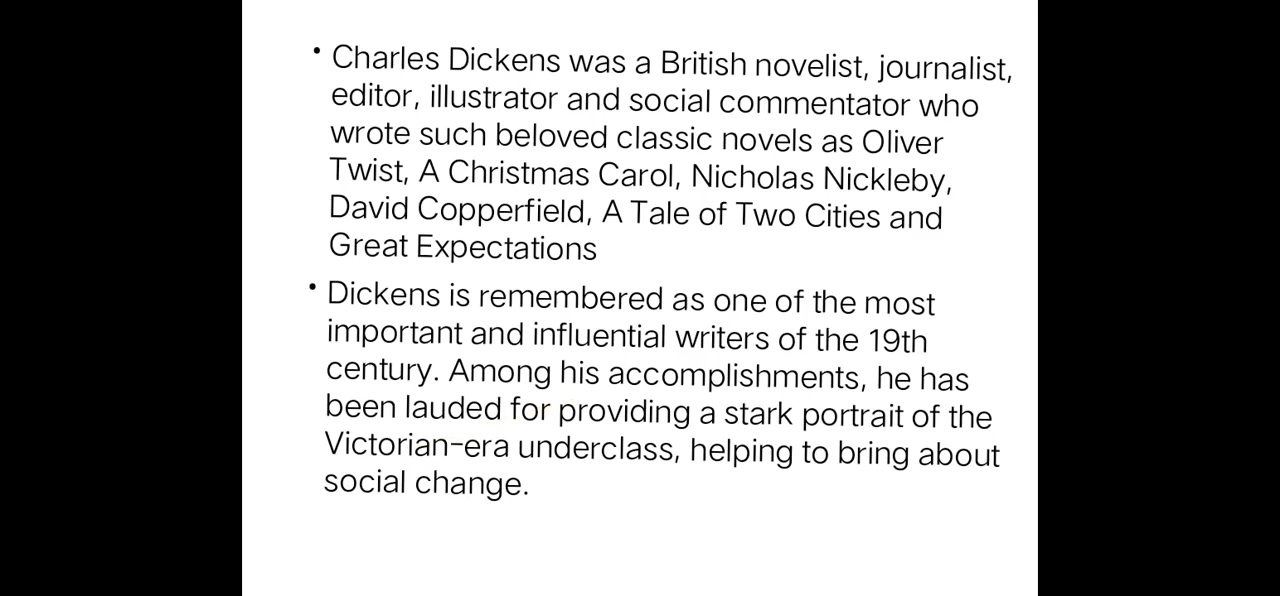 • Charles Dickens was a British novelist, journalist,
editor, illustrator and social commentator who
wrote such beloved classic novels as Oliver
Twist, A Christmas Carol, Nicholas Nickleby,
David Copperfield, A Tale of Two Cities and
Great Expectations
• Dickens is remembered as one of the most
important and influential writers of the 19th
century. Among his accomplishments, he has
been lauded for providing a stark portrait of the
Victorian-era underclass, helping to bring about
social change.